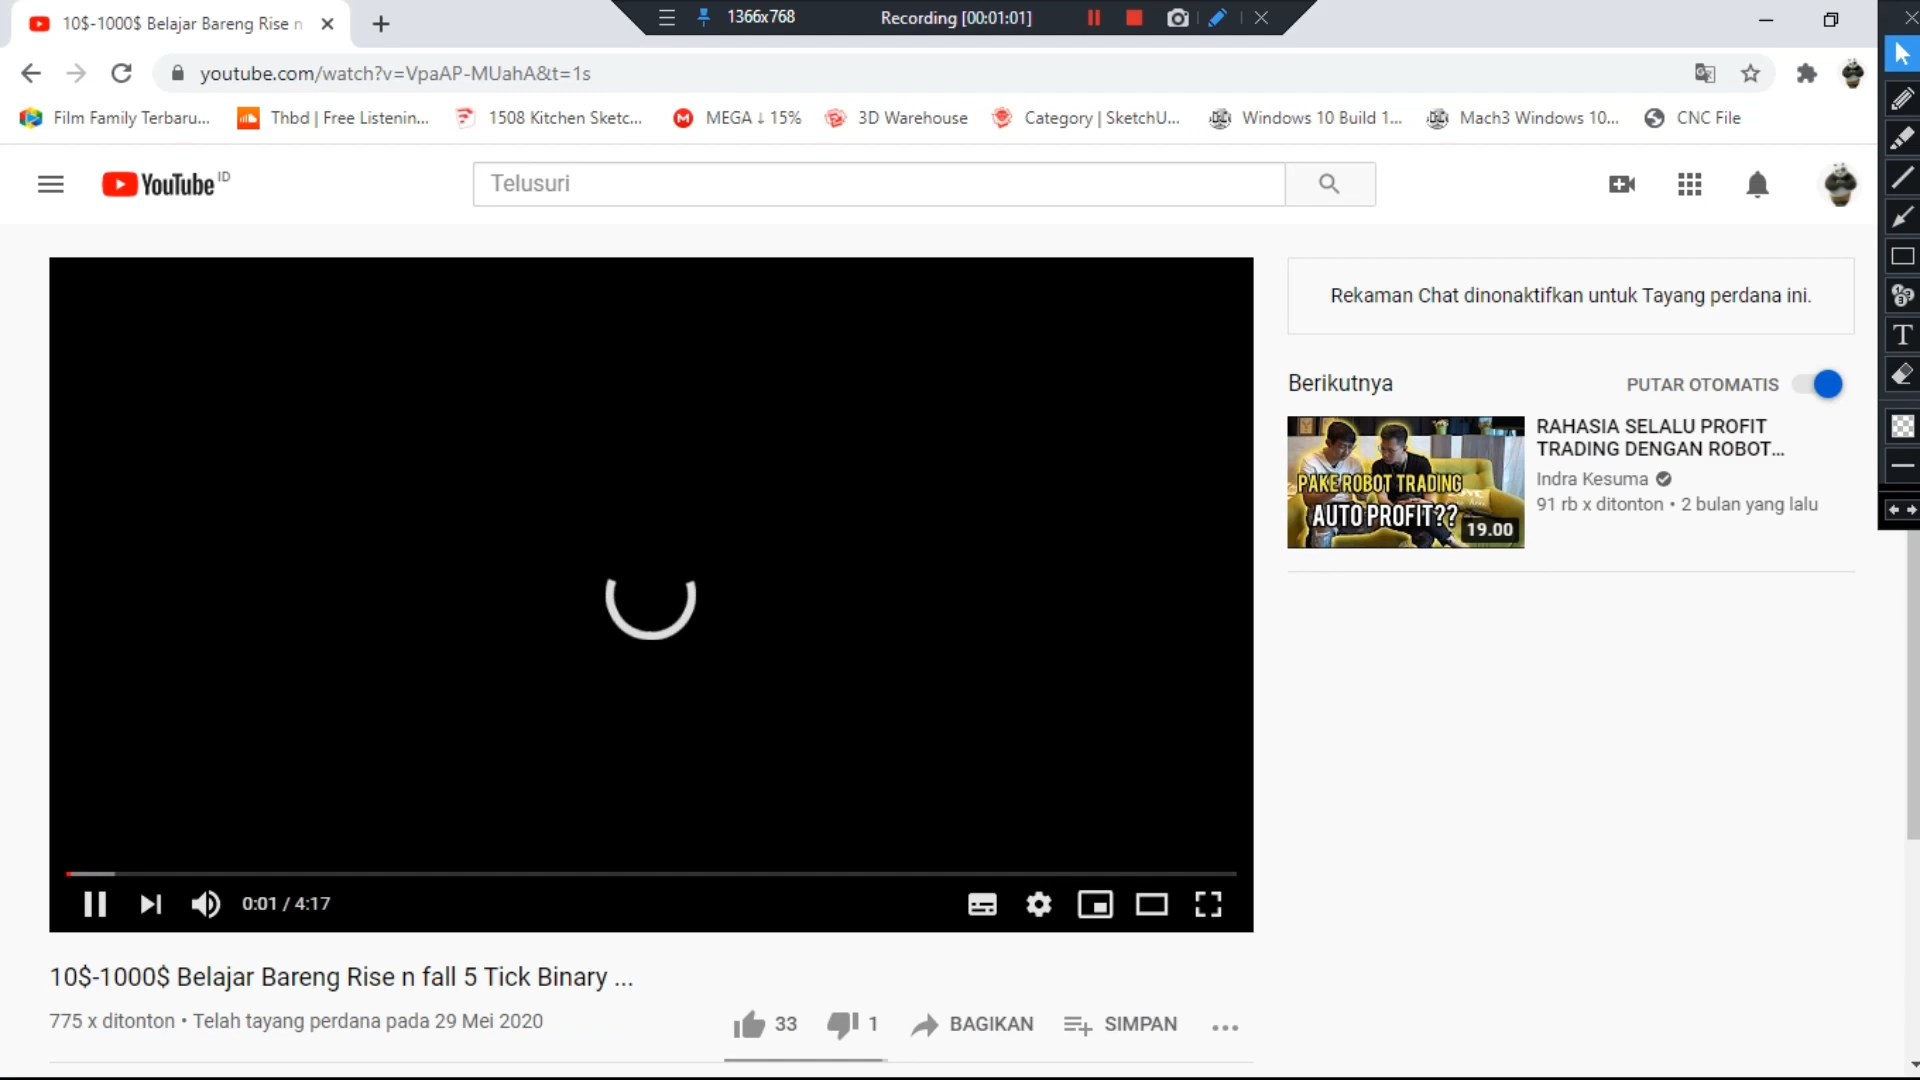 10$-1000$ Belajar Bareng Rise n
1366x768
Recording [00:01:01]
youtube.com/watch?v=VpaAP-MUahA&t=1s
Film Family Terbaru...
Thbd | Free Listenin...
1508 Kitchen Sketc...
MEGA ↓ 15%
3D Warehouse
Category | SketchU...
Windows 10 Build 1...
Mach3 Windows 10...
CNC File
YouTube ID
Telusuri
Rekaman Chat dinonaktifkan untuk Tayang perdana ini.
Berikutnya
PUTAR OTOMATIS
PAKE ROBOT TRADING
AUTO PROFIT??
19.00
RAHASIA SELALU PROFIT
TRADING DENGAN ROBOT...
Indra Kesuma
91 rb x ditonton • 2 bulan yang lalu
T
0:01 / 4:17
10$-1000$ Belajar Bareng Rise n fall 5 Tick Binary ...
775 x ditonton • Telah tayang perdana pada 29 Mei 2020
33
1
BAGIKAN
SIMPAN